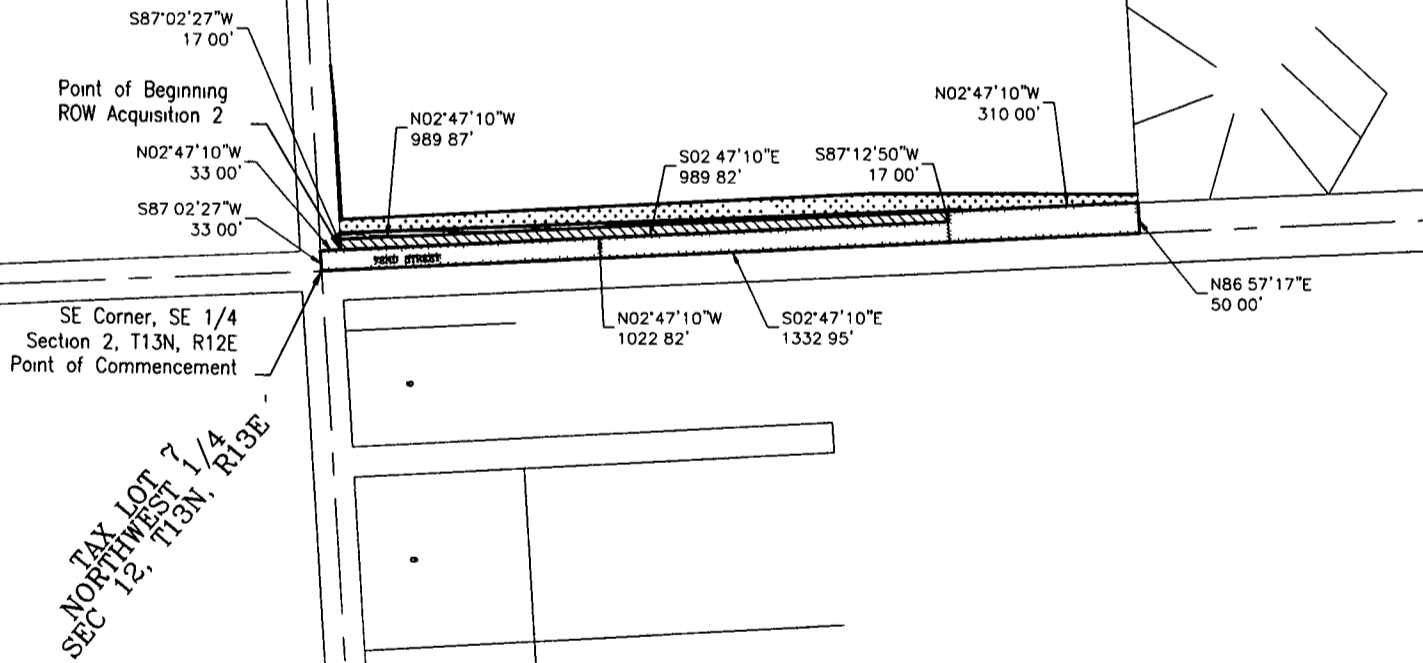 S87°02'27"W
17 00'
Point of Beginning
ROW Acquisition 2
N02°47'10"W
33 00'
S87 02'27"W
33 00'
N02°47'10"W
989 87'
S02 47'10"E
989 82'
S87°12'50"W
17 00'
N02°47'10"W
310 00'
STREET
N02°47'10"W
1022 82'
S02°47'10"E
1332 95'
N86 57'17"E
50 00'
SE Corner, SE 1/4
Section 2, T13N, R12E
Point of Commencement
TAX LOT 7
NORTHWEST 1/4
SEC 12, T13N, R13E